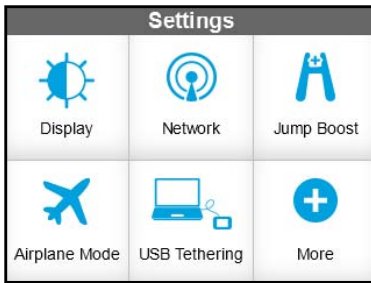 Settings
Display
Network
Jump Boost
Airplane Mode
USB Tethering
More